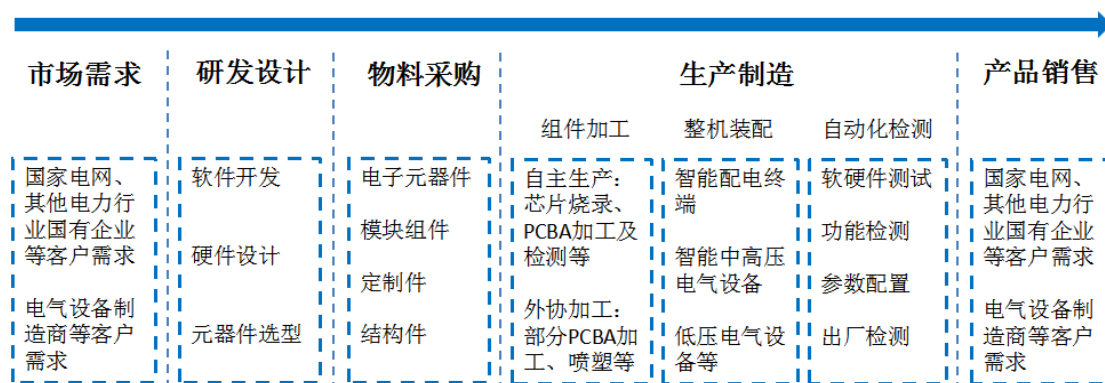 市场需求
研发设计
物料采购
生产制造
产品销售
组件加工
整机装配
自动化检测
国家电网、
其他电力行
业国有企业
等客户需求
电气设备制
造商等客户
需求
软件开发
硬件设计
元器件选型
电子元器件
模块组件
定制件
结构件
自主生产：
芯片烧录、
PCBA加工及
检测等
外协加工：
部分PCBA加
工、喷塑等
智能配电终
端
智能中高压
电气设备
低压电气设
备等
软硬件测试
功能检测
参数配置
出厂检测
国家电网、
其他电力行
业国有企业
等客户需求
电气设备制
造商等客户
需求